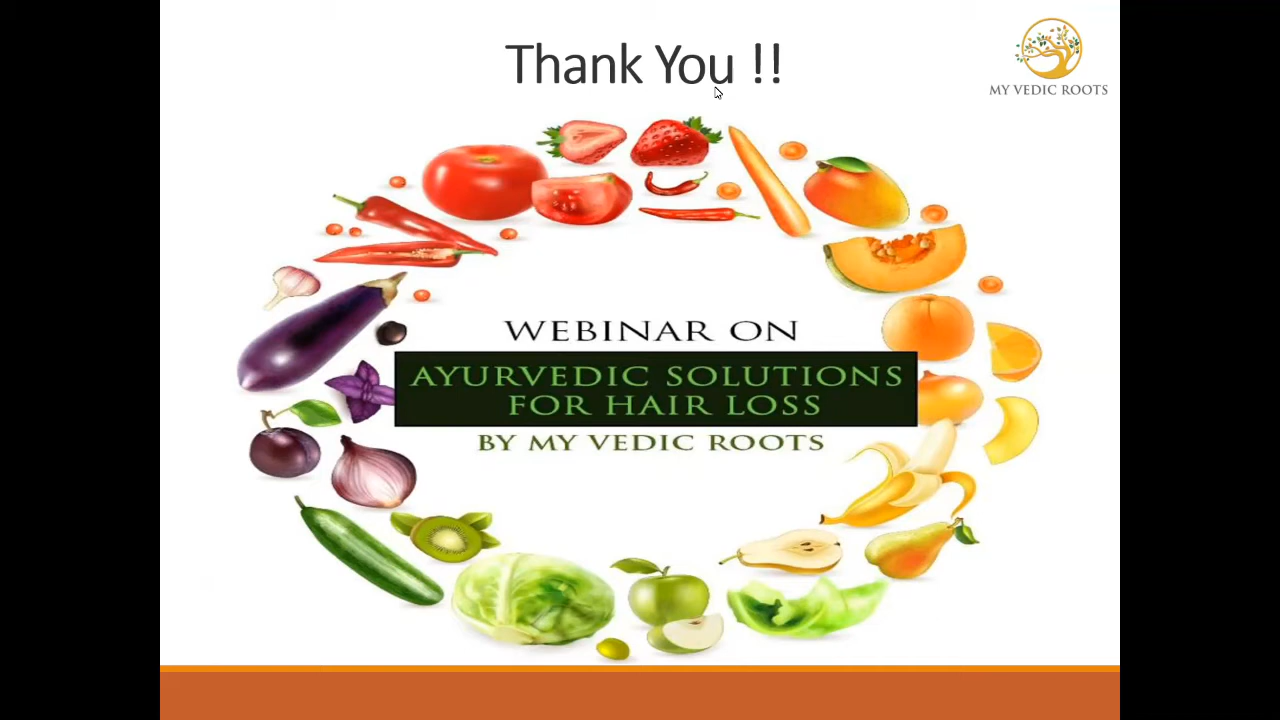 Thank You !!
MY VEDIC ROOTS
WEBINAR ON
AYURVEDIC SOLUTIONS
FOR HAIR LOSS
BY MY VEDIC ROOTS